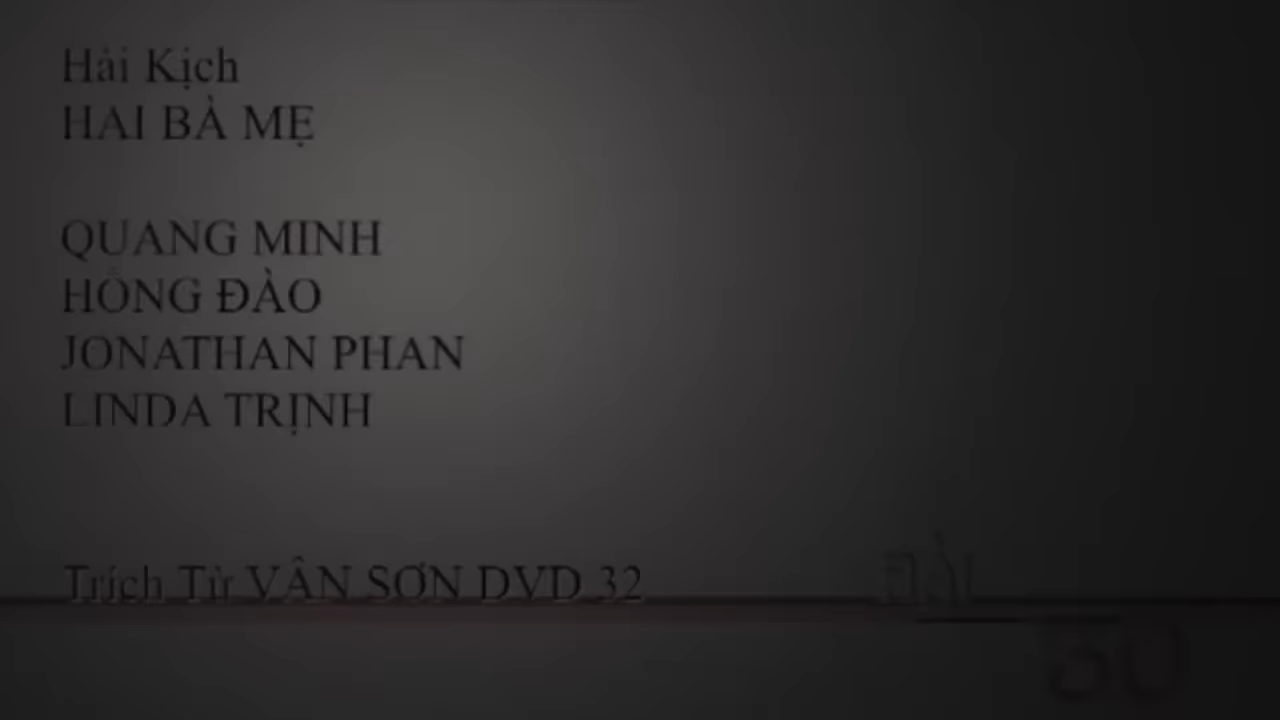 Hài Kịch
HAI BÀ MẸ
QUANG MINH
HỒNG ĐÀO
JONATHAN PHAN
LINDA TRỊNH
Trích Từ VÂN SƠN DVD 32